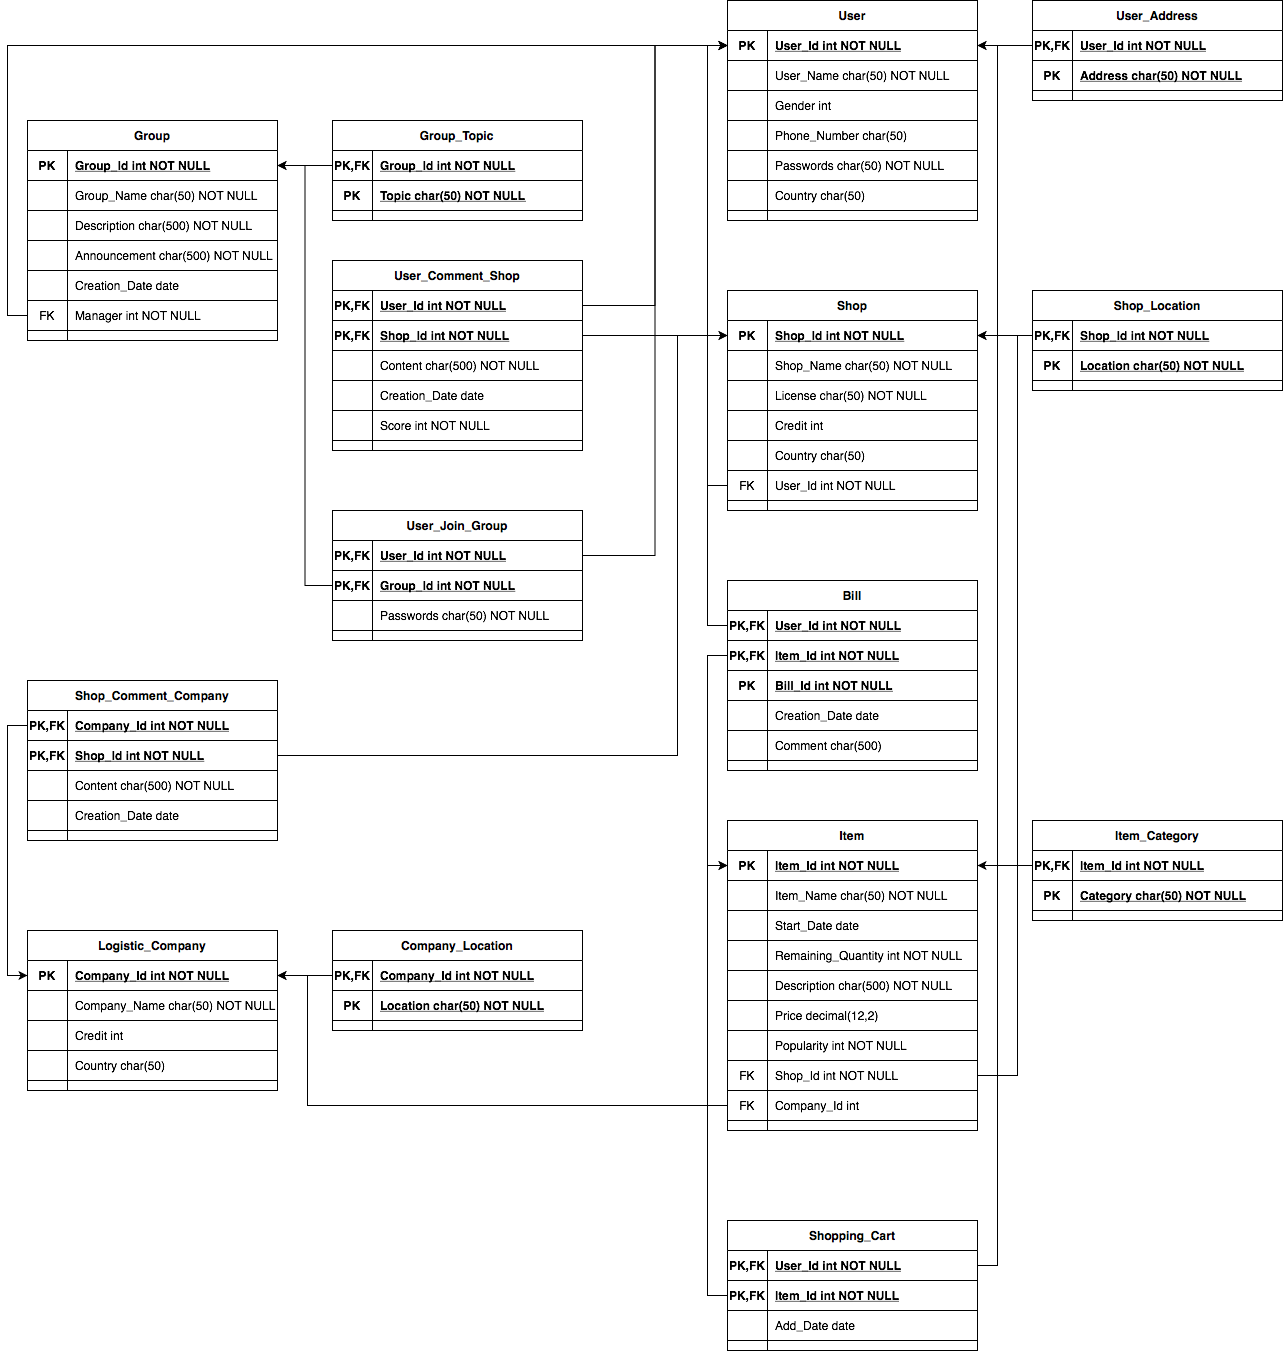 User
PK User_Id int NOT NULL
User_Name char(50) NOT NULL
Gender int
Phone_Number char(50)
Passwords char(50) NOT NULL
Country char(50)
User_Address
PK,FK User_Id int NOT NULL
PK Address char(50) NOT NULL
Group
PK Group_Id int NOT NULL
Group_Name char(50) NOT NULL
Description char(500) NOT NULL
Announcement char(500) NOT NULL
Creation_Date date
FK Manager int NOT NULL
Group_Topic
PK,FK Group_Id int NOT NULL
PK Topic char(50) NOT NULL
User_Comment_Shop
PK,FK User_Id int NOT NULL
PK,FK Shop_Id int NOT NULL
Content char(500) NOT NULL
Creation_Date date
Score int NOT NULL
Shop
PK Shop_Id int NOT NULL
Shop_Name char(50) NOT NULL
License char(50) NOT NULL
Credit int
Country char(50)
FK User_Id int NOT NULL
Shop_Location
PK,FK Shop_Id int NOT NULL
PK Location char(50) NOT NULL
User_Join_Group
PK,FK User_Id int NOT NULL
PK,FK Group_Id int NOT NULL
Passwords char(50) NOT NULL
Bill
PK,FK User_Id int NOT NULL
PK,FK Item_Id int NOT NULL
PK Bill_Id int NOT NULL
Creation_Date date
Comment char(500)
Shop_Comment_Company
PK,FK Company_Id int NOT NULL
PK,FK Shop_Id int NOT NULL
Content char(500) NOT NULL
Creation_Date date
Item
PK Item_Id int NOT NULL
Item_Name char(50) NOT NULL
Start_Date date
Remaining_Quantity int NOT NULL
Description char(500) NOT NULL
Price decimal(12,2)
Popularity int NOT NULL
FK Shop_Id int NOT NULL
FK Company_Id int
Item_Category
PK,FK Item_Id int NOT NULL
PK Category char(50) NOT NULL
Logistic_Company
PK Company_Id int NOT NULL
Company_Name char(50) NOT NULL
Credit int
Country char(50)
Company_Location
PK,FK Company_Id int NOT NULL
PK Location char(50) NOT NULL
Shopping_Cart
PK,FK User_Id int NOT NULL
PK,FK Item_Id int NOT NULL
Add_Date date